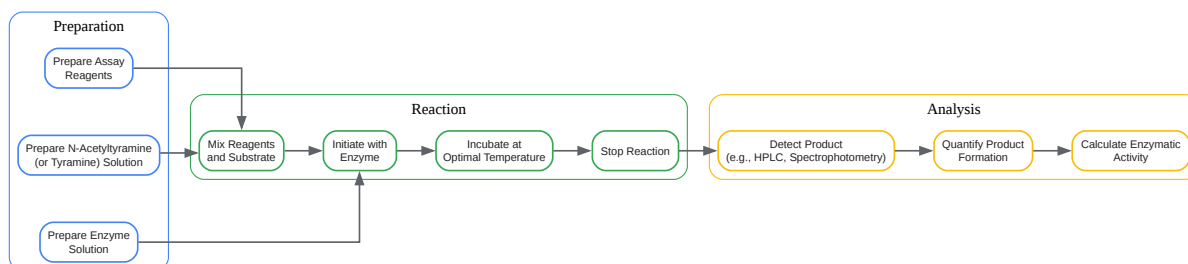 Preparation
Prepare Assay
Reagents
Prepare N-Acetyltyramine
(or Tyramine) Solution
Prepare Enzyme
Solution
Reaction
Mix Reagents
and Substrate
Initiate with
Enzyme
Incubate at
Optimal Temperature
Stop Reaction
Analysis
Detect Product
(e.g., HPLC, Spectrophotometry)
Quantify Product
Formation
Calculate Enzymatic
Activity